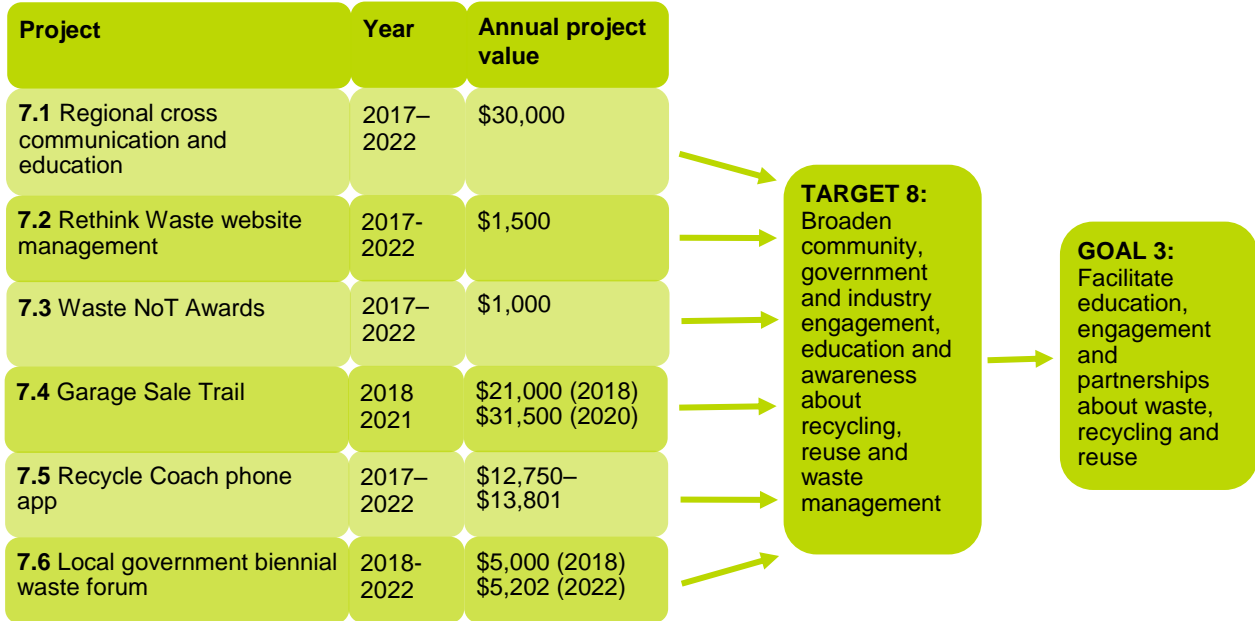 Project
Year
Annual project
value
7.1 Regional cross
communication and
education
2017–
2022
$30,000
7.2 Rethink Waste website
management
2017-
2022
$1,500
7.3 Waste NoT Awards
2017–
2022
$1,000
7.4 Garage Sale Trail
2018
2021
$21,000 (2018)
$31,500 (2020)
7.5 Recycle Coach phone
app
2017–
2022
$12,750–
$13,801
7.6 Local government biennial
waste forum
2018-
2022
$5,000 (2018)
$5,202 (2022)
TARGET 8:
Broaden
community,
government
and industry
engagement,
education and
awareness
about
recycling,
reuse and
waste
management
GOAL 3:
Facilitate
education,
engagement
and
partnerships
about waste,
recycling and
reuse